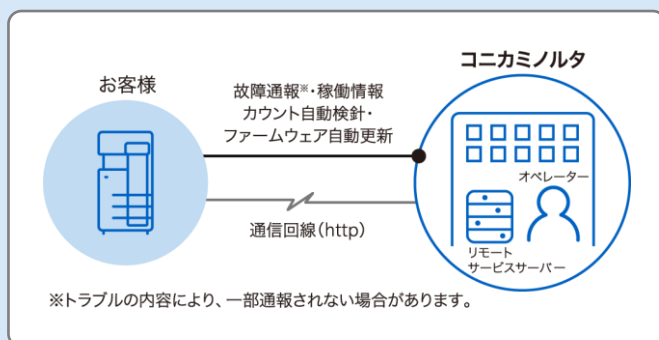 コニカミノルタ
お客様
故障通報※・稼働情報
カウント自動検針・
ファームウェア自動更新
オペレーター
通信回線（http）
リモート
サービスサーバー
※トラブルの内容により、一部通報されない場合があります。